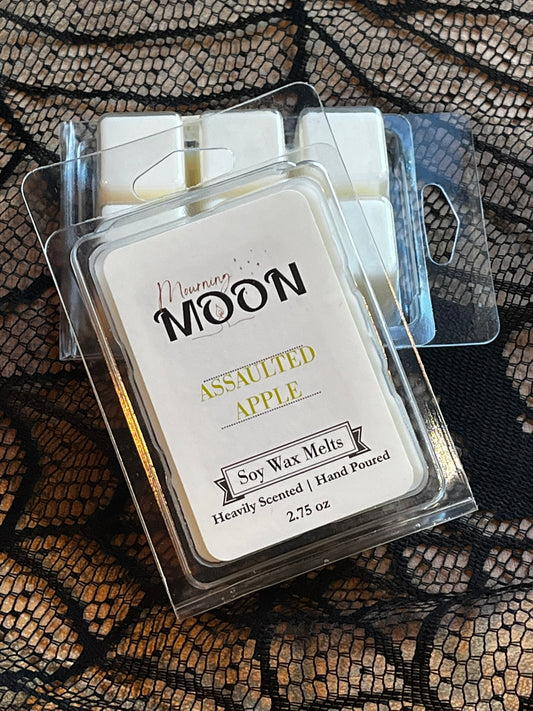 Mourning
MOON
ASSAULTED
APPLE
Soy Wax Melts
Heavily Scented | Hand Poured
2.75 oz